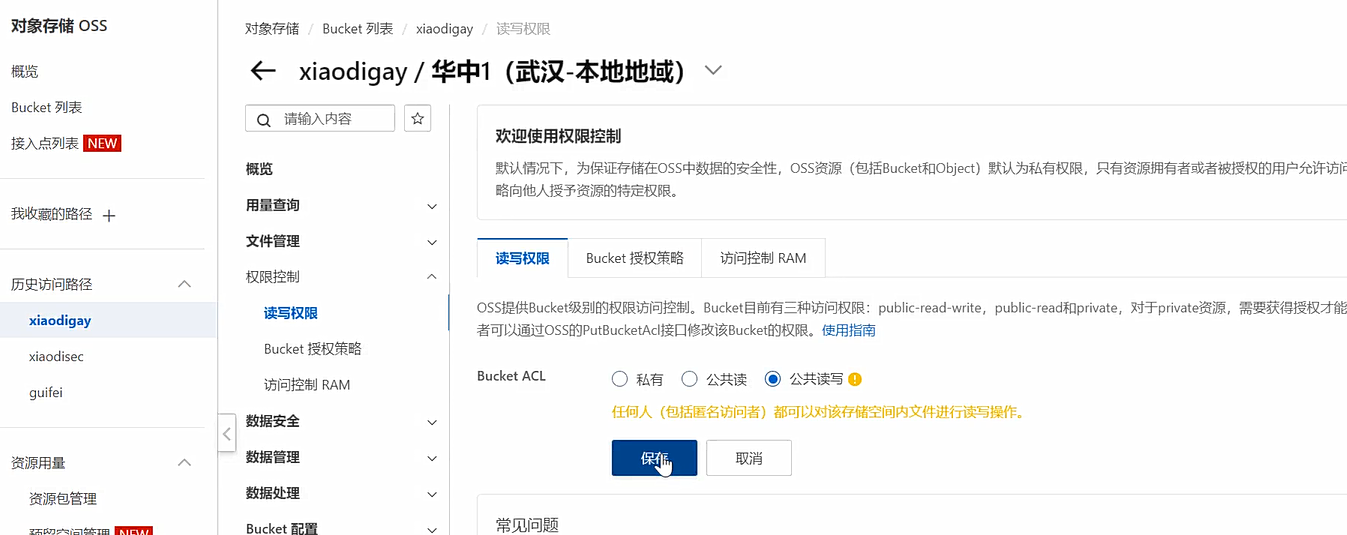 对象存储 OSS
概览
Bucket 列表
接入点列表 NEW
我收藏的路径
历史访问路径
xiaodigay
xiaodisec
guifei
资源用量
资源包管理
预留空间管理 NEW
对象存储 / Bucket 列表 / xiaodigay / 读写权限
xiaodigay / 华中1（武汉-本地地域）
请输入内容
概览
用量查询
文件管理
权限控制
读写权限
Bucket 授权策略
访问控制 RAM
数据安全
数据管理
数据处理
Bucket 配置
欢迎使用权限控制
默认情况下，为保证存储在OSS中数据的安全性，OSS资源（包括Bucket和Object）默认为私有权限，只有资源拥有者或者被授权的用户允许访问
略向他人授予资源的特定权限。
读写权限 Bucket 授权策略 访问控制 RAM
OSS提供Bucket级别的权限访问控制。Bucket目前有三种访问权限：public-read-write，public-read和private，对于private资源，需要获得授权才能
者可以通过OSS的PutBucketAcl接口修改该Bucket的权限。使用指南
Bucket ACL 私有 公共读 公共读写
任何人（包括匿名访问者）都可以对该存储空间内文件进行读写操作。
保存 取消
常见问题